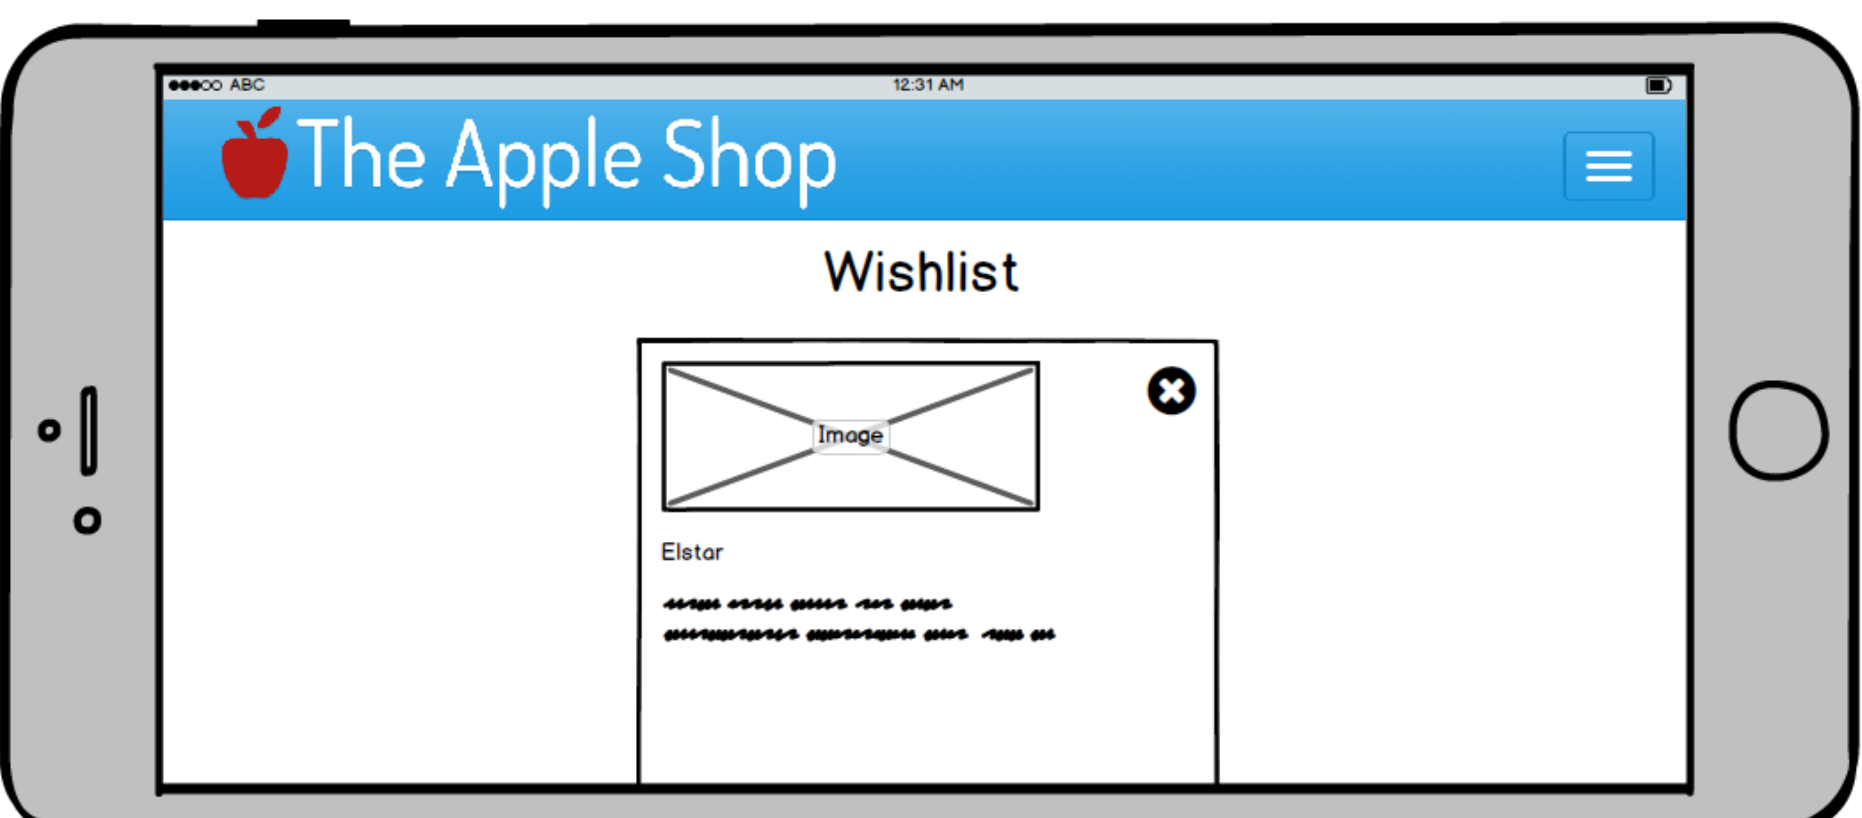 ABC
12:31 AM
The Apple Shop
Wishlist
Image
Elstar